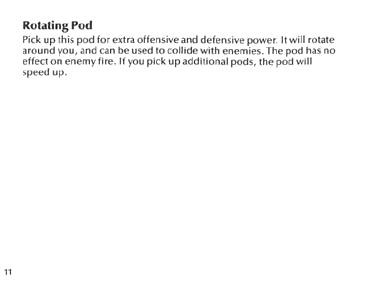 Rotating Pod
Pick up this pod for extra offensive and defensive power. It will rotate
around you, and can be used to collide with enemies. The pod has no
effect on enemy fire. If you pick up additional pods, the pod will
speed up.
11